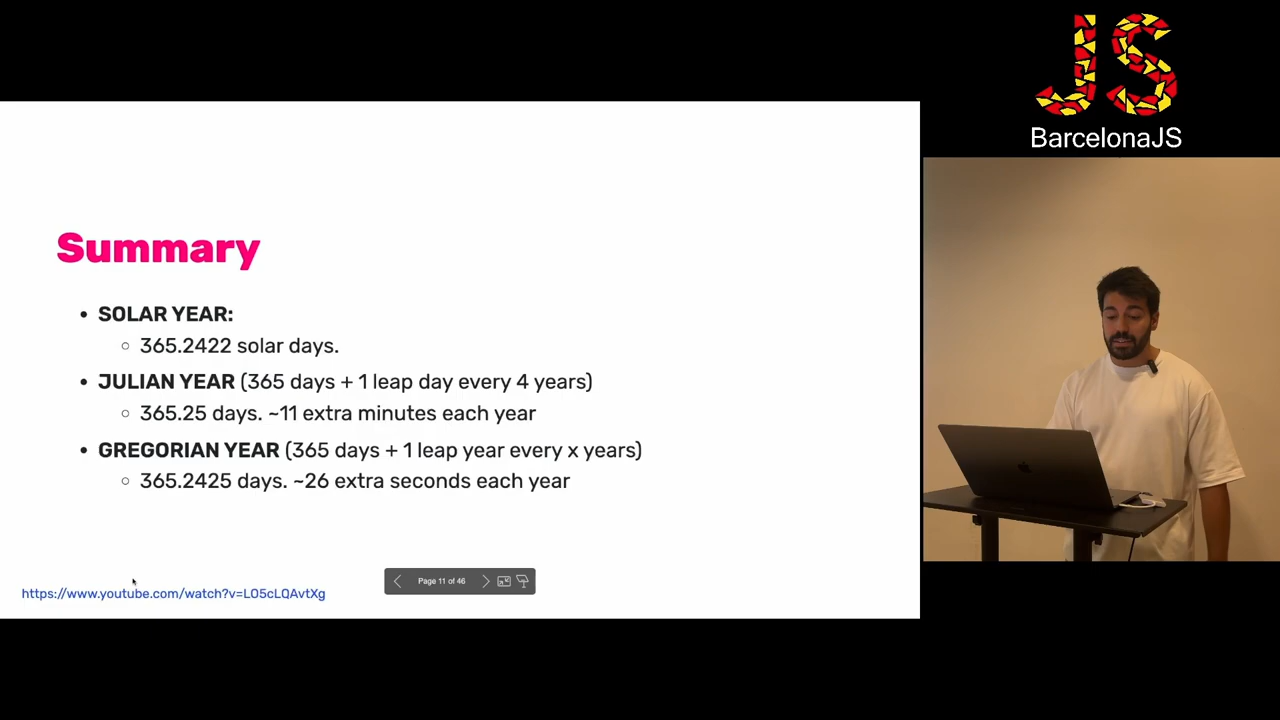 JS
BarcelonaJS
Summary
• SOLAR YEAR:
○ 365.2422 solar days.
• JULIAN YEAR (365 days + 1 leap day every 4 years)
○ 365.25 days. ~11 extra minutes each year
• GREGORIAN YEAR (365 days + 1 leap year every x years)
○ 365.2425 days. ~26 extra seconds each year
Page 11 of 46
https://www.youtube.com/watch?v=LO5cLQAvtXg